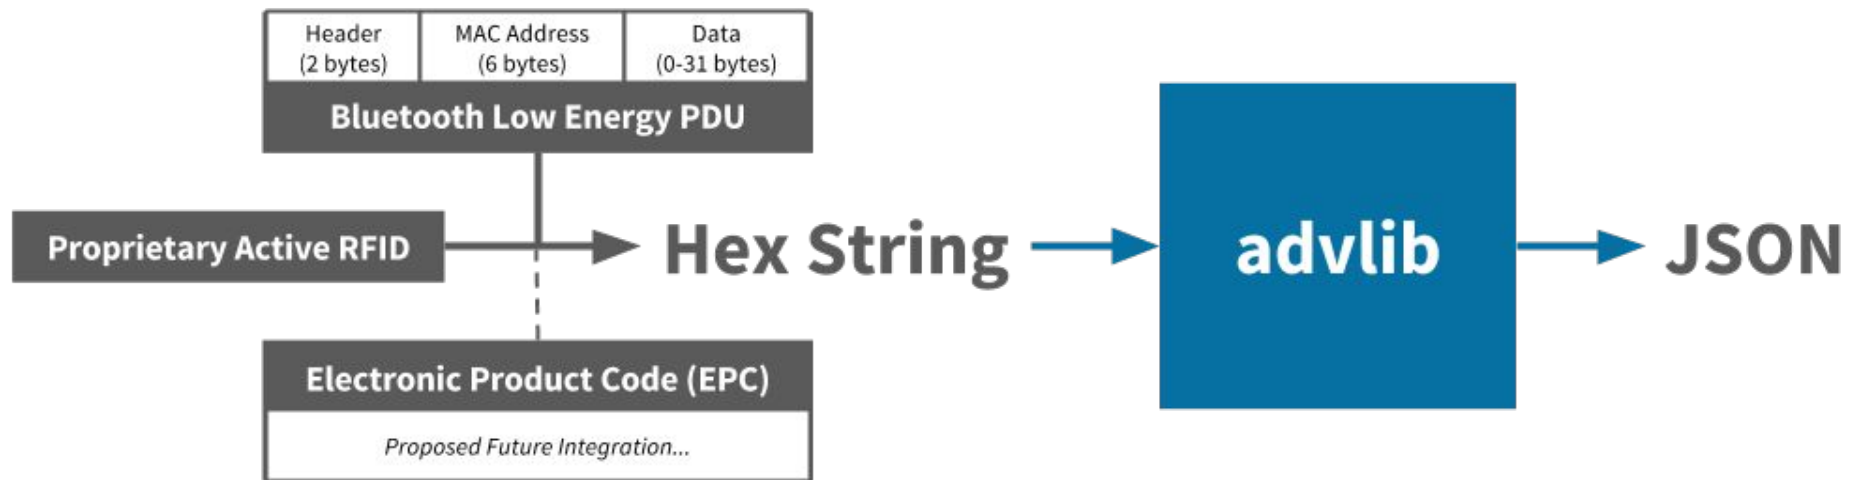 Header
(2 bytes)
MAC Address
(6 bytes)
Data
(0-31 bytes)
Bluetooth Low Energy PDU
Proprietary Active RFID
Hex String
advlib
JSON
Electronic Product Code (EPC)
Proposed Future Integration...